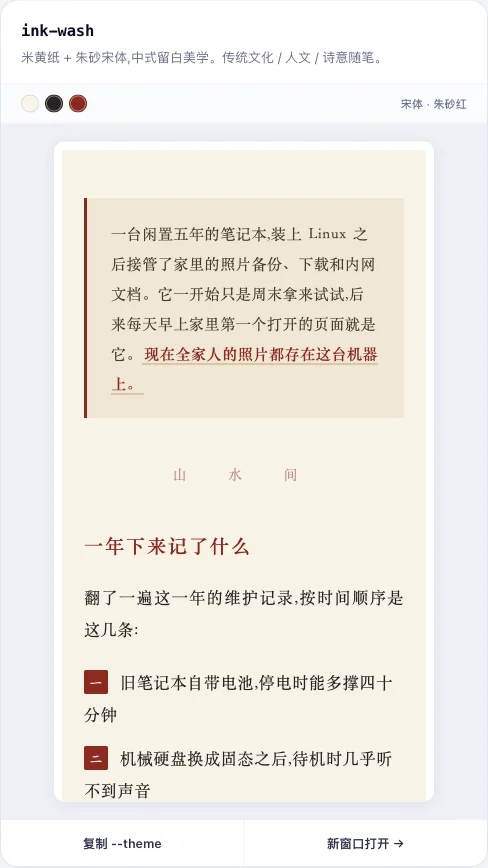 ink-wash
米黄纸 + 朱砂宋体,中式留白美学。传统文化 / 人文 / 诗意随笔。
宋体 · 朱砂红
一台闲置五年的笔记本,装上 Linux 之
后接管了家里的照片备份、下载和内网
文档。它一开始只是周末拿来试试,后
来每天早上家里第一个打开的页面就是
它。现在全家人的照片都存在这台机器
上。
山 水 间
一年下来记了什么
翻了一遍这一年的维护记录,按时间顺序是
这几条:
一 旧笔记本自带电池,停电时能多撑四十
分钟
二 机械硬盘换成固态之后,待机时几乎听
不到声音
复制 --theme
新窗口打开 →